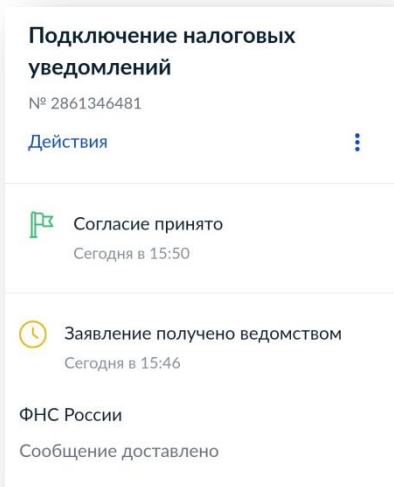 Подключение налоговых
уведомлений
№ 2861346481
Действия
Согласие принято
Сегодня в 15:50
Заявление получено ведомством
Сегодня в 15:46
ФНС России
Сообщение доставлено